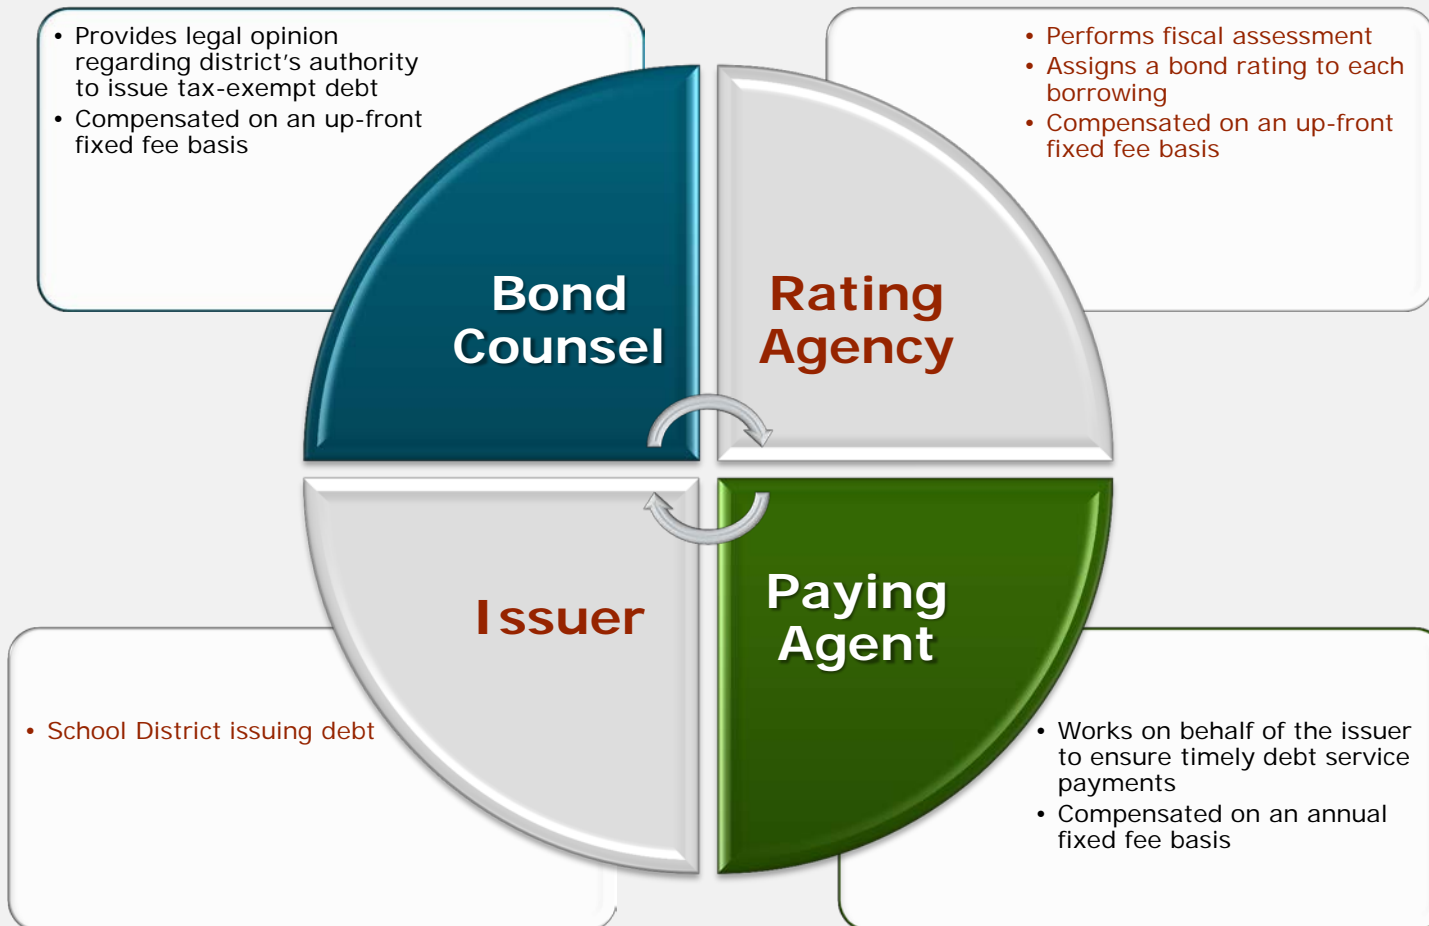 • Provides legal opinion
regarding district's authority
to issue tax-exempt debt
• Compensated on an up-front
fixed fee basis
• Performs fiscal assessment
• Assigns a bond rating to each
borrowing
• Compensated on an up-front
fixed fee basis
Bond
Counsel
Rating
Agency
Issuer
Paying
Agent
• School District issuing debt
• Works on behalf of the issuer
to ensure timely debt service
payments
• Compensated on an annual
fixed fee basis